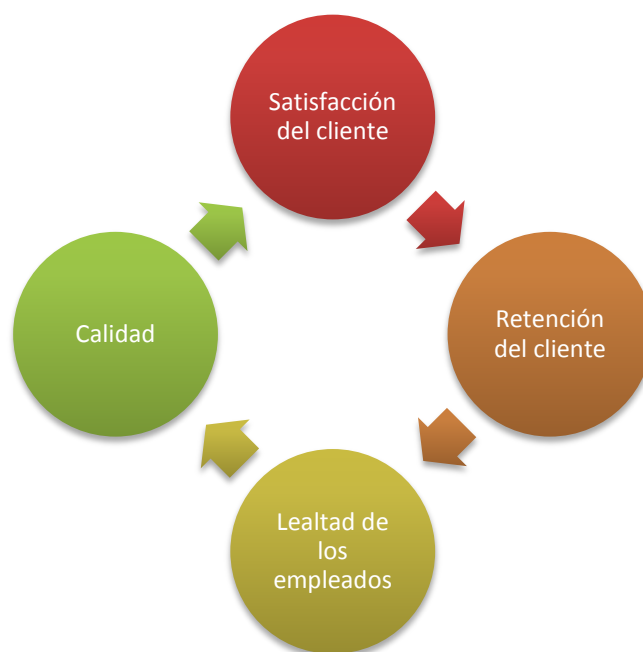 Satisfacción
del cliente
Retención
del cliente
Lealtad de
los
empleados
Calidad